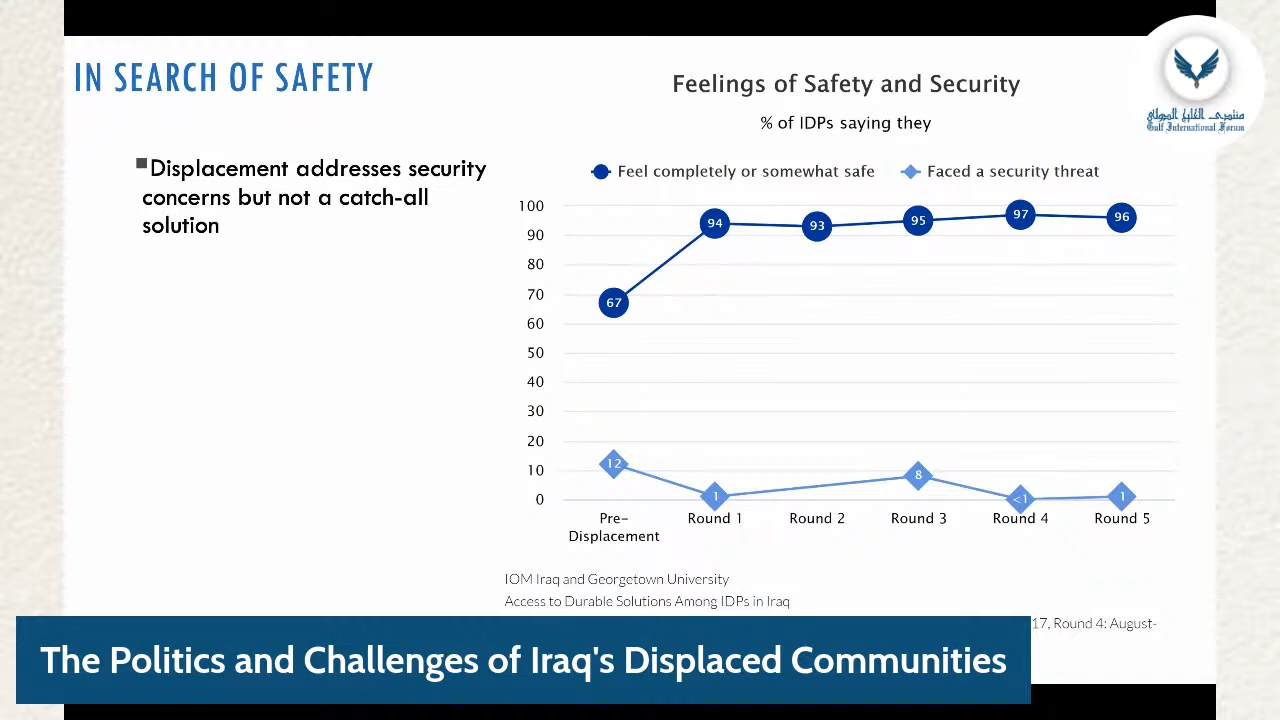 IN SEARCH OF SAFETY
▪Displacement addresses security
concerns but not a catch-all
solution
Feelings of Safety and Security
% of IDPs saying they
Feel completely or somewhat safe
Faced a security threat
100
90
80
70
60
50
40
30
20
10
0
67
94
93
95
97
96
12
1
8
<1
1
Pre-
Displacement
Round 1
Round 2
Round 3
Round 4
Round 5
IOM Iraq and Georgetown University
Access to Durable Solutions Among IDPs in Iraq
17, Round 4: August-
The Politics and Challenges of Iraq's Displaced Communities
منتدى الخليج الدولي
Gulf International Forum